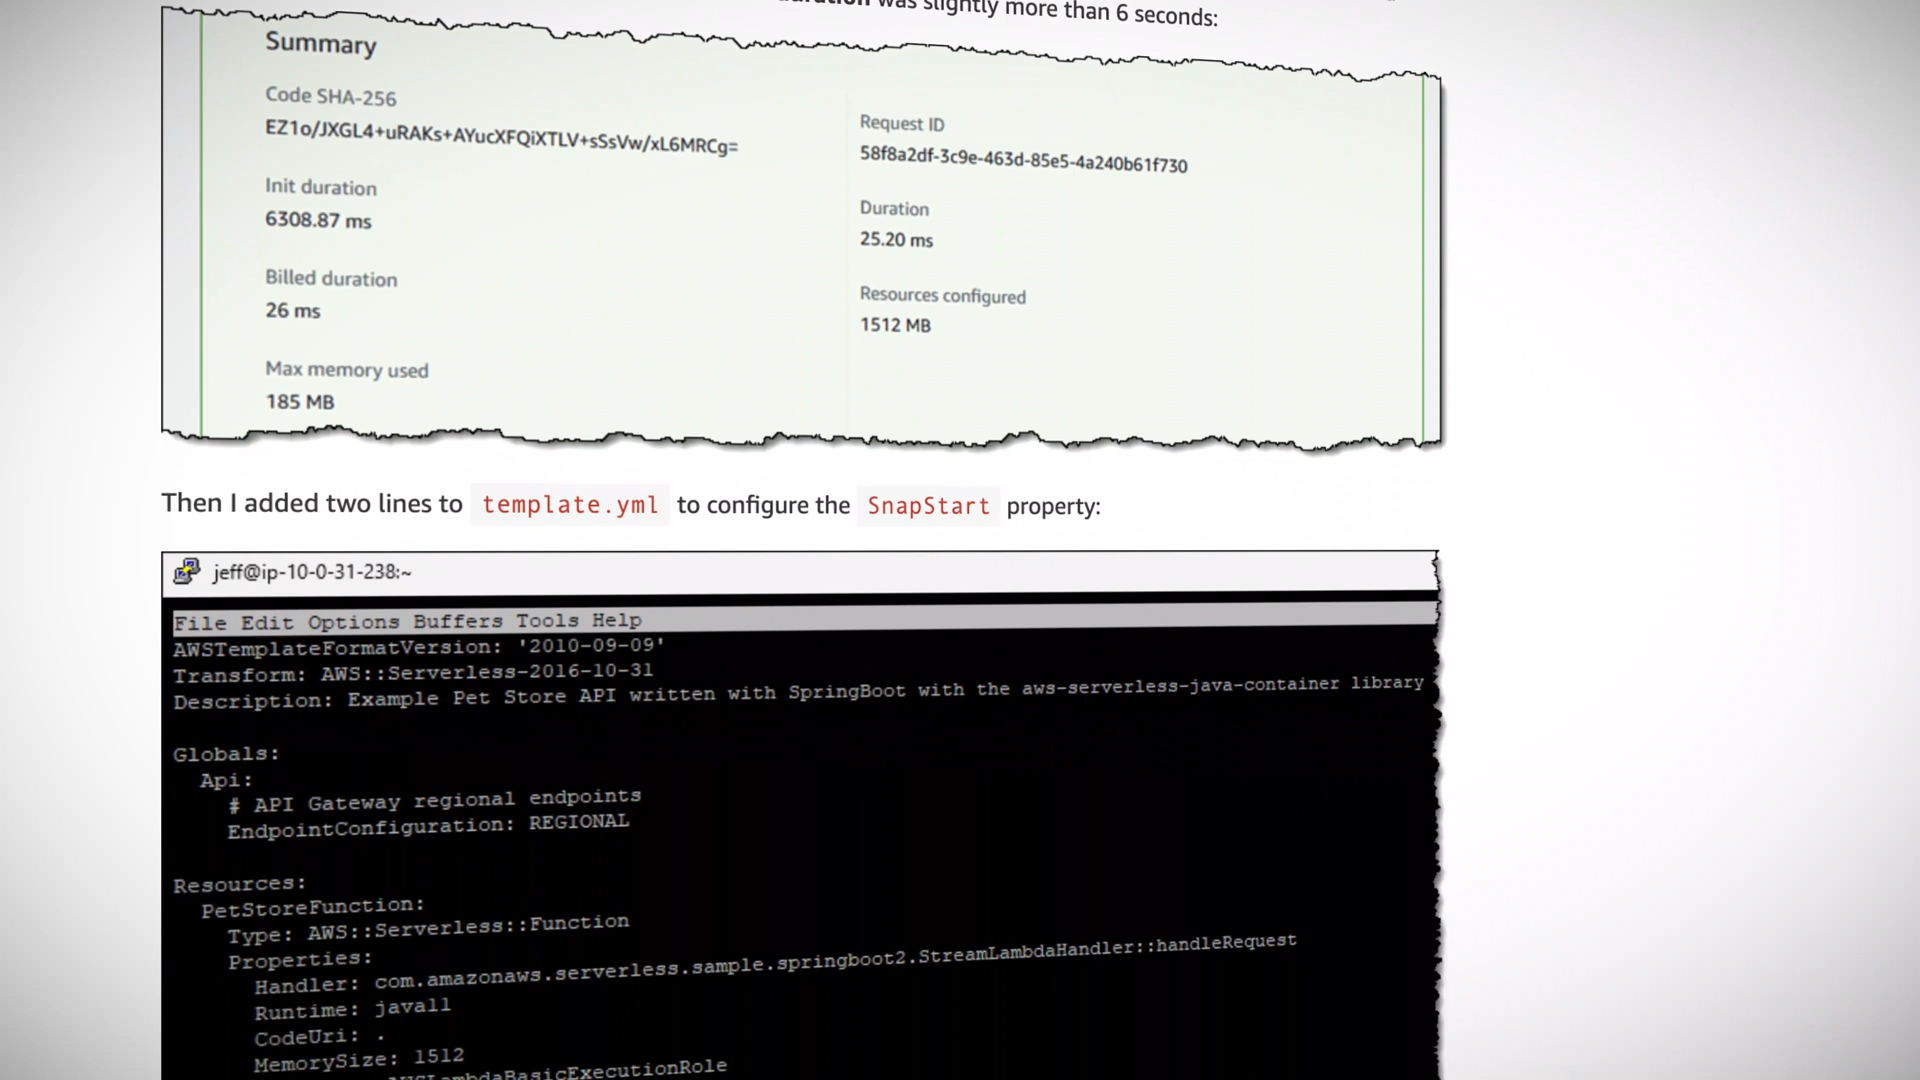 was slightly more than 6 seconds:
Summary
Code SHA-256
EZ1o/JXGL4+uRAKs+AYucXFQiXTLV+sSsVw/xL6MRCg=
Request ID
58f8a2df-3c9e-463d-85e5-4a240b61f730
Init duration
6308.87 ms
Duration
25.20 ms
Billed duration
26 ms
Resources configured
1512 MB
Max memory used
185 MB
Then I added two lines to template.yml to configure the SnapStart property:
jeff@ip-10-0-31-238:~
File Edit Options Buffers Tools Help
AWSTemplateFormatVersion: '2010-09-09'
Transform: AWS::Serverless-2016-10-31
Description: Example Pet Store API written with SpringBoot with the aws-serverless-java-container library
Globals:
Api:
# API Gateway regional endpoints
EndpointConfiguration: REGIONAL
Resources:
PetStoreFunction:
Type: AWS::Serverless::Function
Properties:
Handler: com.amazonaws.serverless.sample.springboot2.StreamLambdaHandler::handleRequest
Runtime: java11
CodeUri: .
MemorySize: 1512
AWSLambdaBasicExecutionRole